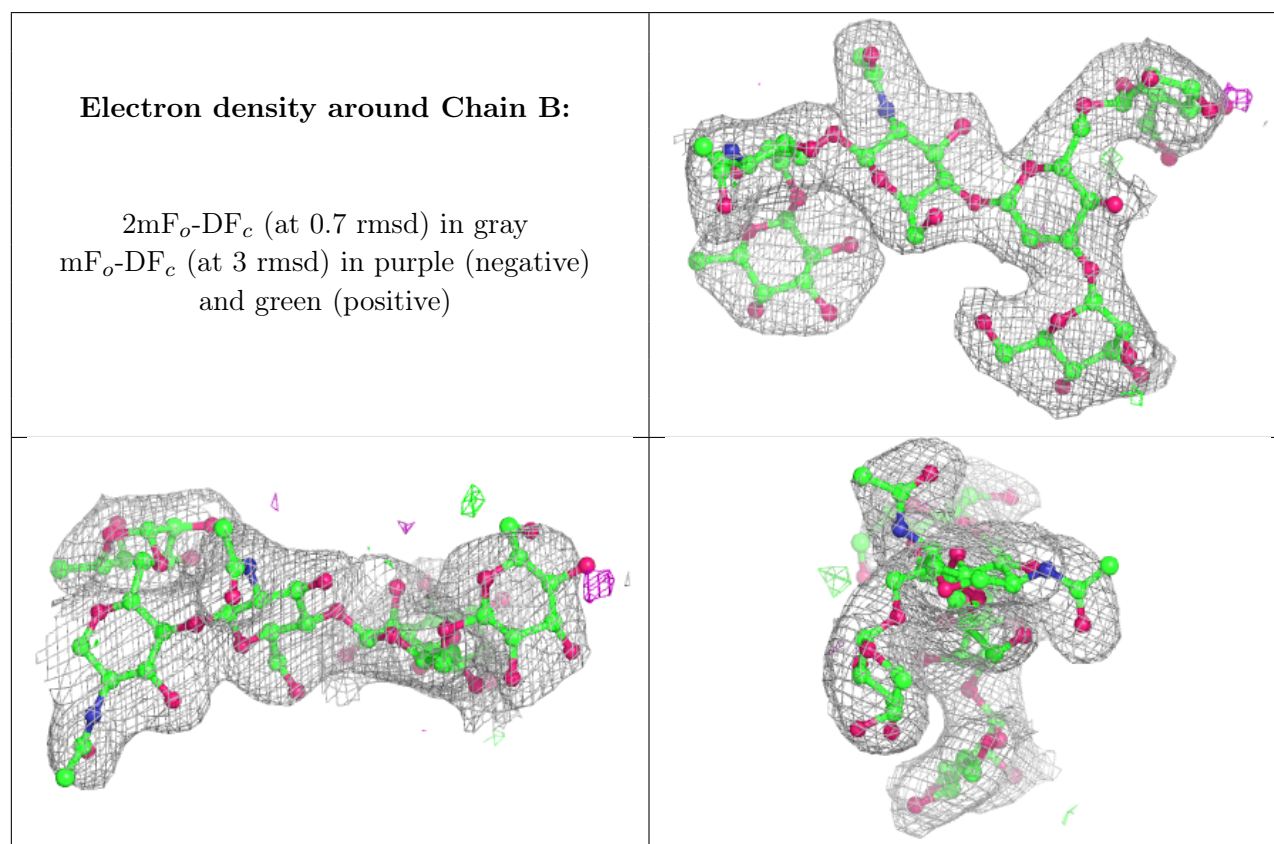 Electron density around Chain B:
2mFₒ-DF𝒸 (at 0.7 rmsd) in gray
mFₒ-DF𝒸 (at 3 rmsd) in purple (negative)
and green (positive)